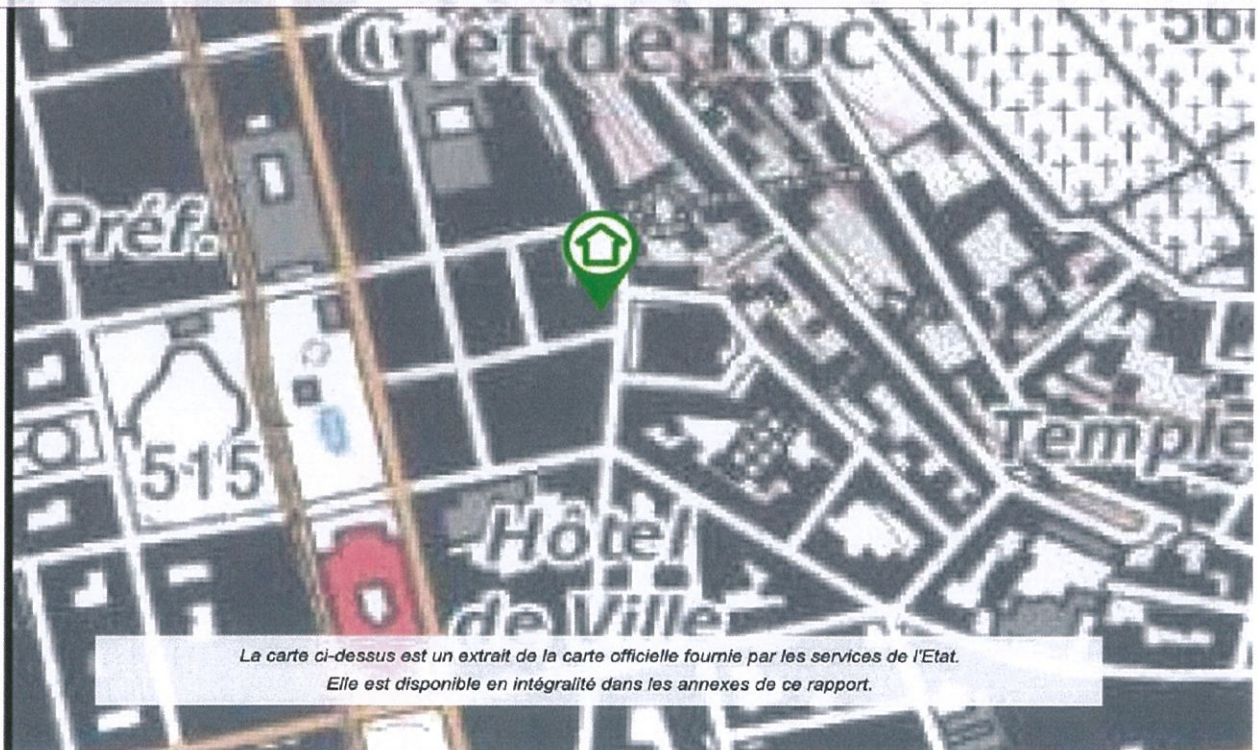 Crêt de Roc
56
Préf.
515
Temple
Hôtel
de Ville
La carte ci-dessus est un extrait de la carte officielle fournie par les services de l'Etat.
Elle est disponible en intégralité dans les annexes de ce rapport.